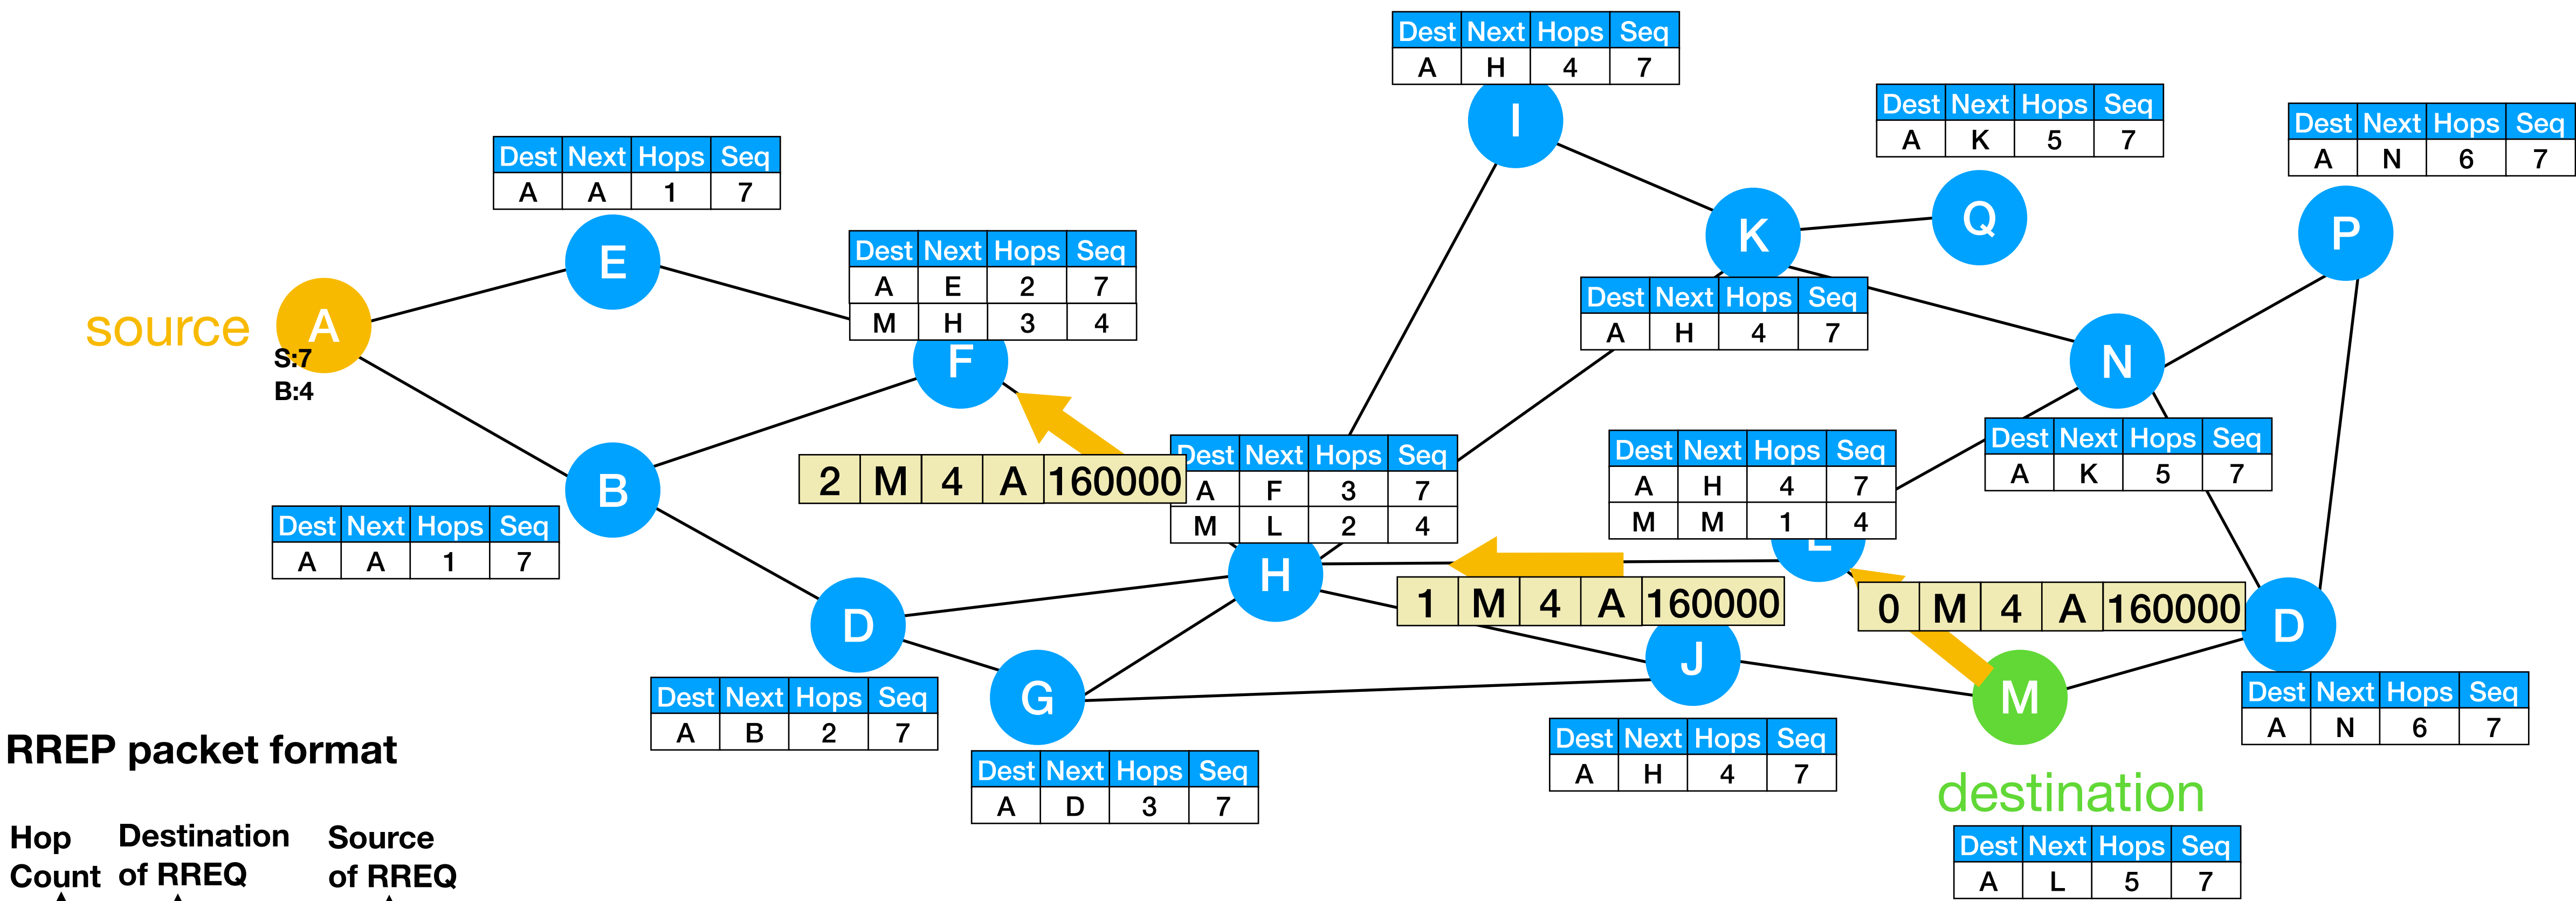 Dest Next Hops Seq
A H 4 7
I
Dest Next Hops Seq
A K 5 7
Q
Dest Next Hops Seq
A N 6 7
P
Dest Next Hops Seq
A A 1 7
E
K
Dest Next Hops Seq
A H 4 7
Dest Next Hops Seq
A E 2 7
M H 3 4
F
source
A
S:7
B:4
N
Dest Next Hops Seq
A K 5 7
B
Dest Next Hops Seq
A A 1 7
2 M 4 A 160000
Dest Next Hops Seq
A F 3 7
M L 2 4
H
Dest Next Hops Seq
A H 4 7
M M 1 4
L
1 M 4 A 160000
0 M 4 A 160000
D
Dest Next Hops Seq
A B 2 7
G
Dest Next Hops Seq
A D 3 7
J
Dest Next Hops Seq
A H 4 7
M
destination
Dest Next Hops Seq
A L 5 7
D
Dest Next Hops Seq
A N 6 7
RREP packet format
Hop
Count
Destination
of RREQ
Source
of RREQ